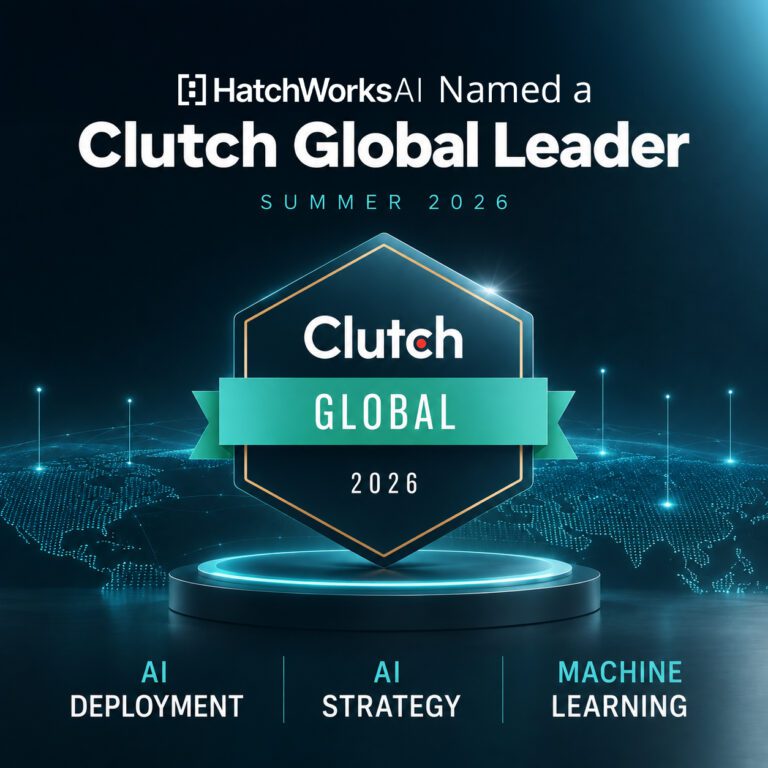 HatchWorksAI Named a
Clutch Global Leader
SUMMER 2026
Clutch
GLOBAL
2026
AI
DEPLOYMENT
AI
STRATEGY
MACHINE
LEARNING